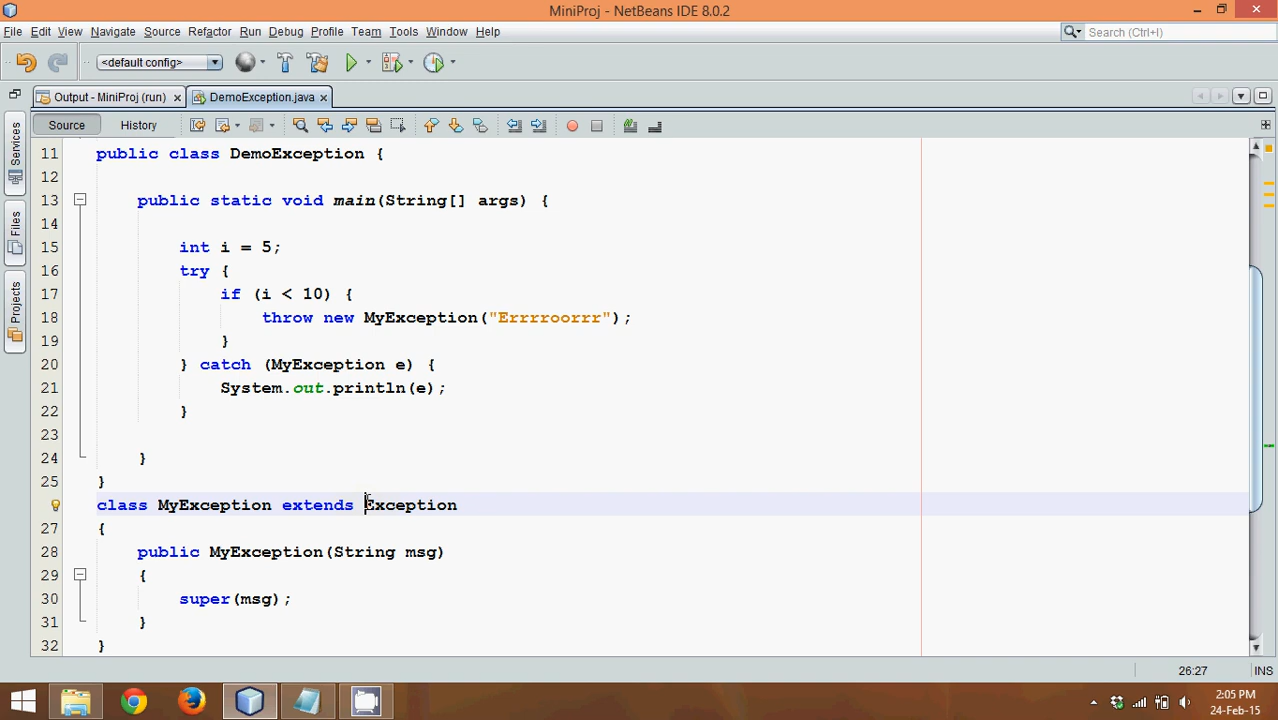 MiniProj - NetBeans IDE 8.0.2
File Edit View Navigate Source Refactor Run Debug Profile Team Tools Window Help
Search (Ctrl+I)
<default config>
Output - MiniProj (run) DemoException.java
Source History
Services
Files
Projects
11 public class DemoException {
12
13 public static void main(String[] args) {
14
15 int i = 5;
16 try {
17 if (i < 10) {
18 throw new MyException("Errrroorrr");
19 }
20 } catch (MyException e) {
21 System.out.println(e);
22 }
23
24 }
25 }
class MyException extends Exception
27 {
28 public MyException(String msg)
29 {
30 super(msg);
31 }
32 }
26:27 INS
2:05 PM
24-Feb-15